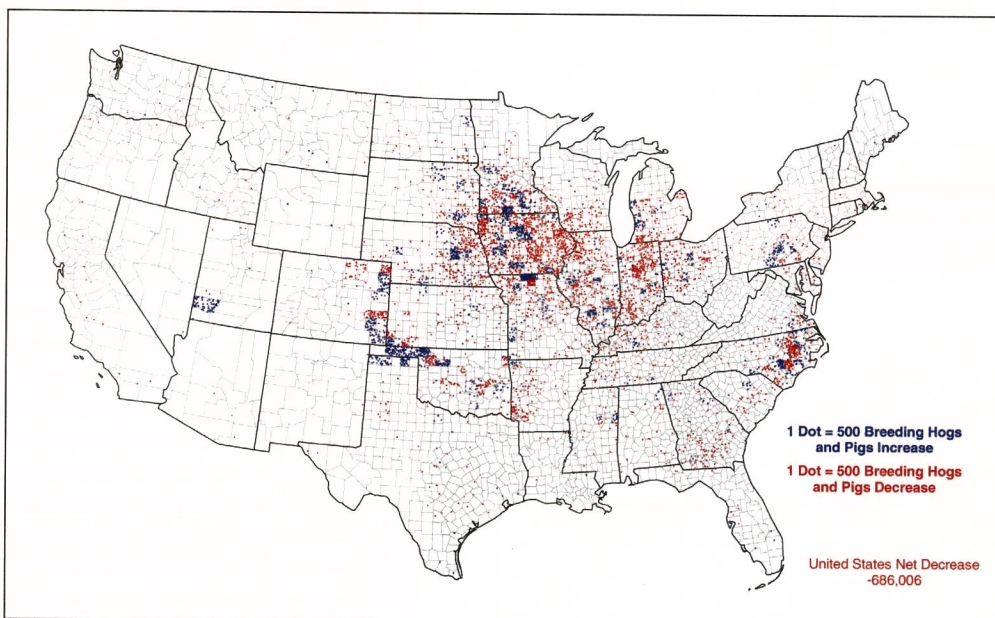 1 Dot = 500 Breeding Hogs
and Pigs Increase
1 Dot = 500 Breeding Hogs
and Pigs Decrease
United States Net Decrease
-686,006